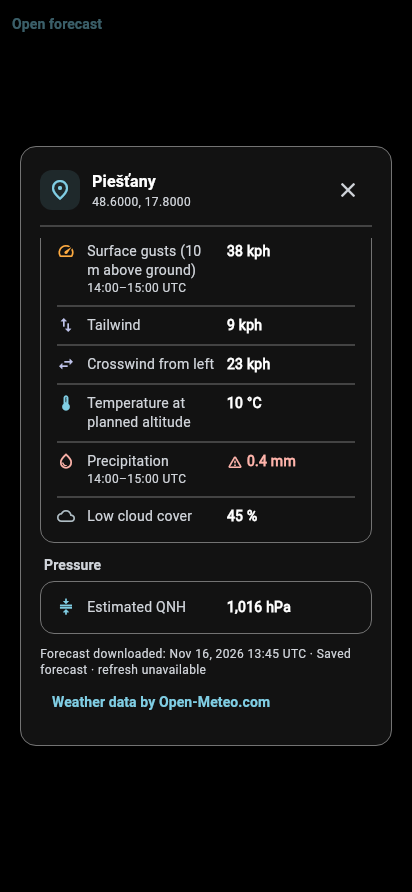 Open forecast
Piešťany
48.6000, 17.8000
Surface gusts (10
m above ground)
14:00–15:00 UTC
38 kph
Tailwind
9 kph
Crosswind from left
23 kph
Temperature at
planned altitude
10 °C
Precipitation
14:00–15:00 UTC
0.4 mm
Low cloud cover
45 %
Pressure
Estimated QNH
1,016 hPa
Forecast downloaded: Nov 16, 2026 13:45 UTC · Saved
forecast · refresh unavailable
Weather data by Open-Meteo.com